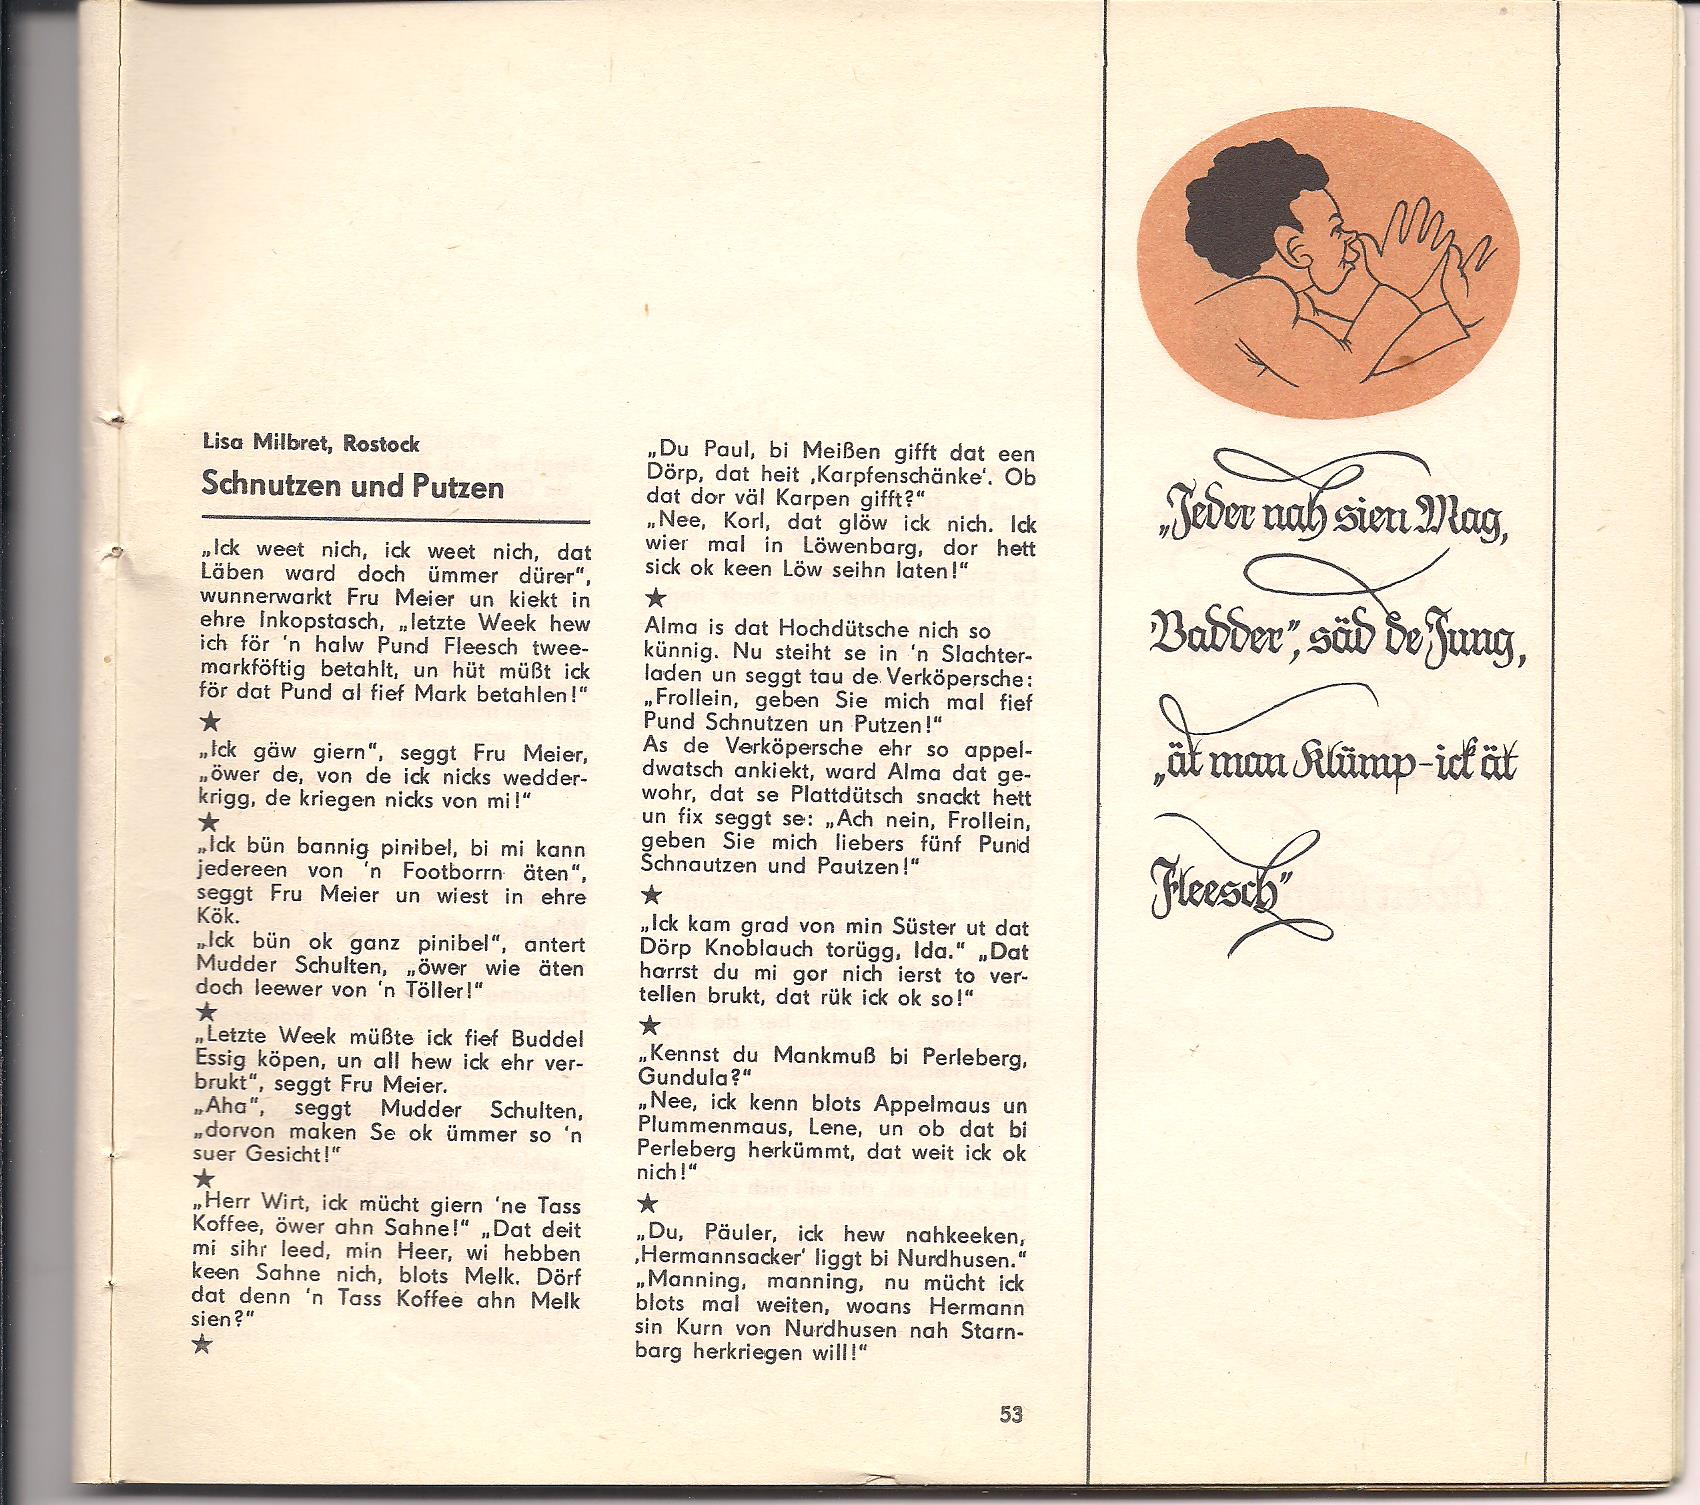 Lisa Milbret, Rostock
Schnutzen und Putzen
„Ick weet nich, ick weet nich, dat
Läben ward doch ümmer dürer“,
wunnerwarkt Fru Meier un kiekt in
ehre Inkopstasch, „letzte Week hew
ich för ’n halw Pund Fleesch twee-
markföftig betahlt, un hüt müßt ick
för dat Pund al fief Mark betahlen!“
★
„Ick gäw giern“, seggt Fru Meier,
„öwer de, von de ick nicks wedder-
krigg, de kriegen nicks von mi!“
★
„Ick bün bannig pinibel, bi mi kann
jedereen von ’n Footborrn äten“,
seggt Fru Meier un wiest in ehre
Kök.
„Ick bün ok ganz pinibel“, antert
Mudder Schulten, „öwer wie äten
doch leewer von ’n Töller!“
★
„Letzte Week müßte ick fief Buddel
Essig köpen, un all hew ick ehr ver-
brukt“, seggt Fru Meier.
„Aha“, seggt Mudder Schulten,
„dorvon maken Se ok ümmer so ’n
suer Gesicht!“
★
„Herr Wirt, ick mücht giern ’ne Tass
Koffee, öwer ahn Sahne!“ „Dat deit
mi sihr leed, min Heer, wi hebben
keen Sahne nich, blots Melk. Dörf
dat denn ’n Tass Koffee ahn Melk
sien?“
★
„Du Paul, bi Meißen gifft dat een
Dörp, dat heit ‚Karpfenschänke‘. Ob
dat dor väl Karpen gifft?“
„Nee, Korl, dat glöw ick nich. Ick
wier mal in Löwenbarg, dor hett
sick ok keen Löw seihn laten!“
★
Alma is dat Hochdütsche nich so
künnig. Nu steiht se in ’n Slachter-
laden un seggt tau de Verköpersche:
„Frollein, geben Sie mich mal fief
Pund Schnutzen un Putzen!“
As de Verköpersche ehr so appel-
dwatsch ankiekt, ward Alma dat ge-
wohr, dat se Plattdütsch snackt hett
un fix seggt se: „Ach nein, Frollein,
geben Sie mich liebers fünf Pund
Schnautzen und Pautzen!“
★
„Ick kam grad von min Süster ut dat
Dörp Knoblauch torügg, Ida.“ „Dat
harrst du mi gor nich ierst to ver-
tellen brukt, dat rük ick ok so!“
★
„Kennst du Mankmuß bi Perleberg,
Gundula?“
„Nee, ick kenn blots Appelmaus un
Plummenmaus, Lene, un ob dat bi
Perleberg herkümmt, dat weit ick ok
nich!“
★
„Du, Päuler, ick hew nahkeeken,
‚Hermannsacker‘ liggt bi Nurdhusen.“
„Manning, manning, nu mücht ick
blots mal weiten, woans Hermann
sin Kurn von Nurdhusen nah Starn-
barg herkriegen will!“
53
„Jeder nah sien Mag,
Vadder“, säd de Jung,
„ät man Klümp – ick ät
Fleesch“